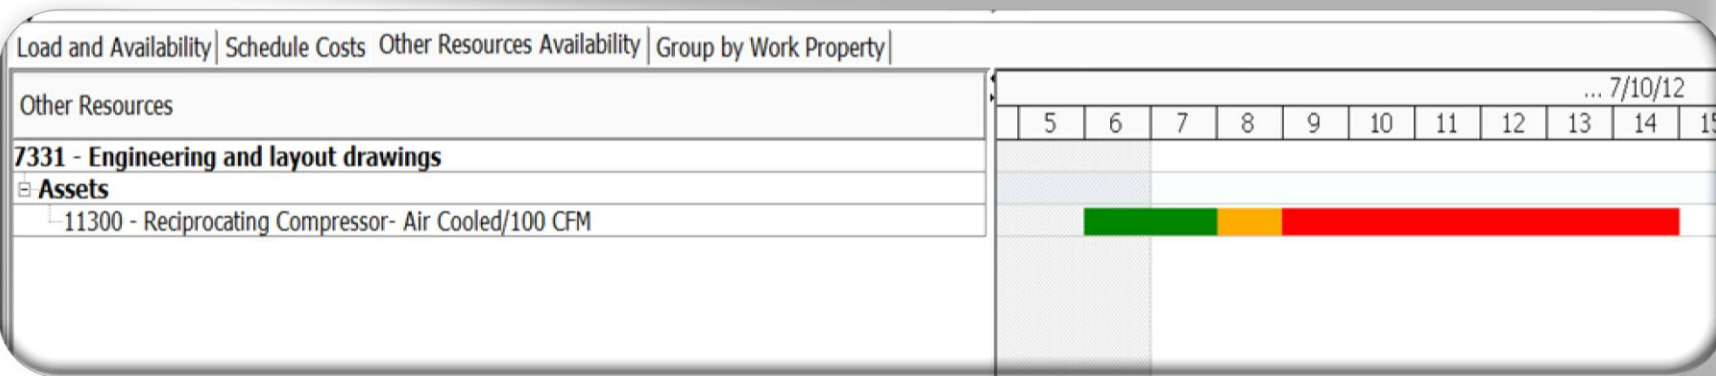 Load and Availability Schedule Costs Other Resources Availability Group by Work Property
Other Resources
... 7/10/12
5 6 7 8 9 10 11 12 13 14
7331 - Engineering and layout drawings
Assets
11300 - Reciprocating Compressor- Air Cooled/100 CFM